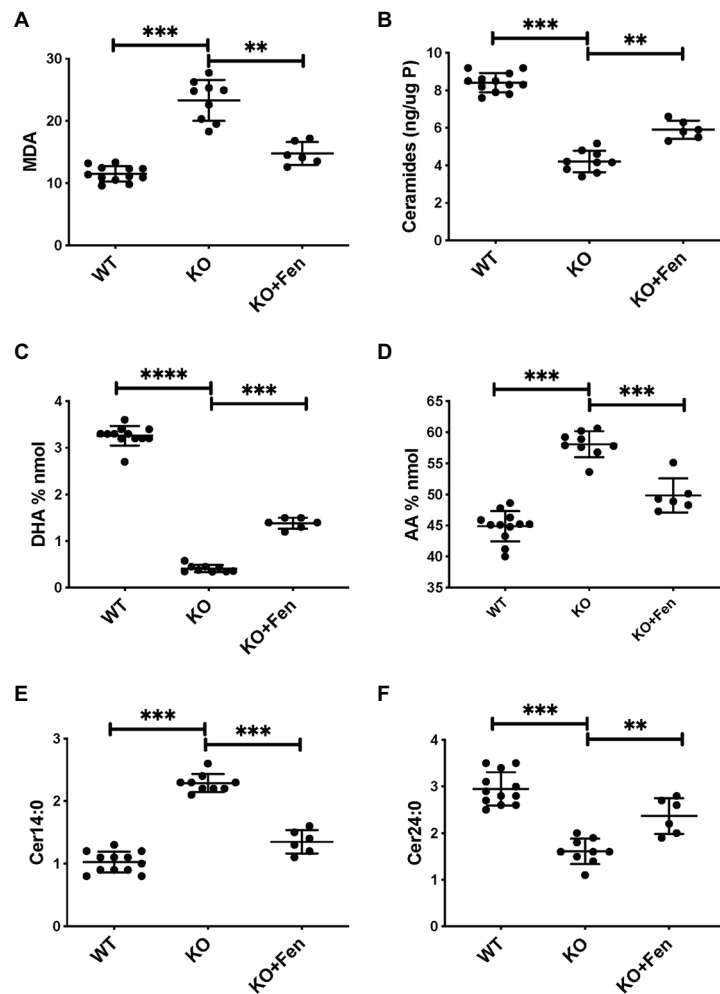 A
***
**
30
20
10
0
MDA
WT
KO
KO+Fen
B
***
**
10
8
6
4
2
0
Ceramides (ng/ug P)
WT
KO
KO+Fen
C
****
***
4
3
2
1
0
DHA % nmol
WT
KO
KO+Fen
D
***
***
65
60
55
50
45
40
35
AA % nmol
WT
KO
KO+Fen
E
***
***
3
2
1
0
Cer14:0
WT
KO
KO+Fen
F
***
**
4
3
2
1
0
Cer24:0
WT
KO
KO+Fen